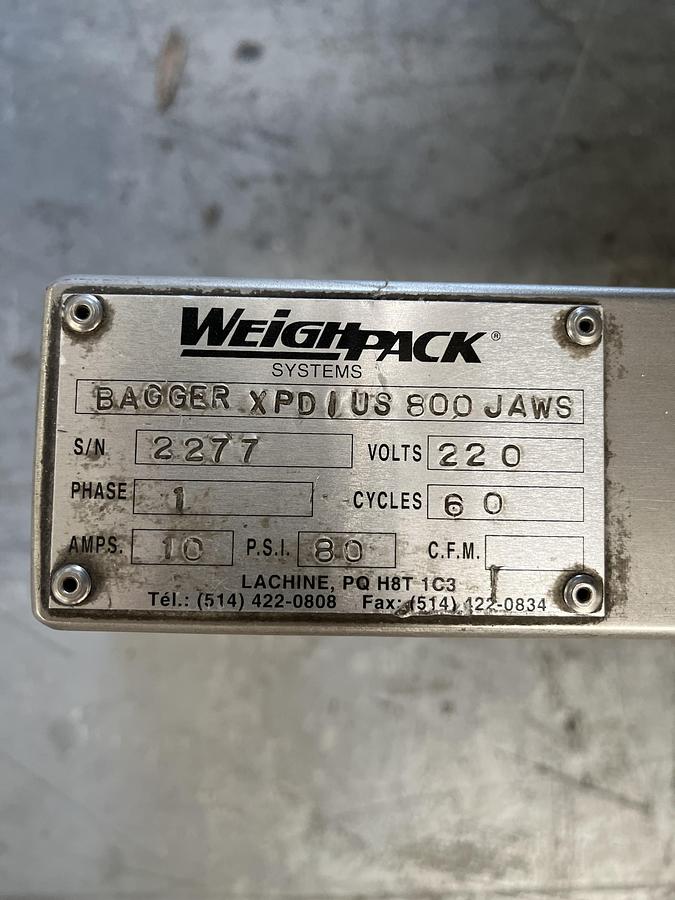 WEIGHPACK®
SYSTEMS
BAGGER XPDIUS 800 JAWS
S/N 2277 VOLTS 220
PHASE 1 CYCLES 60
AMPS. 10 P.S.I. 80 C.F.M.
LACHINE, PQ H8T 1C3
Tél.: (514) 422-0808 Fax: (514) 422-0834